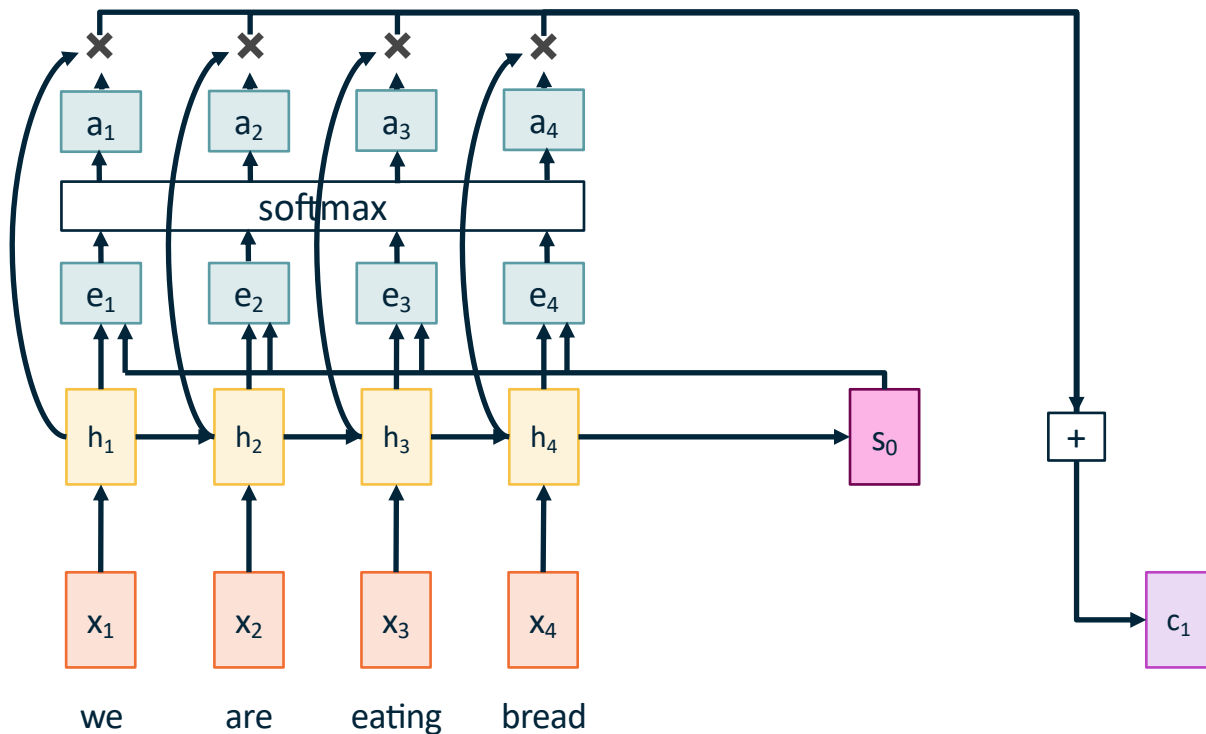 a₁ a₂ a₃ a₄
softmax
e₁ e₂ e₃ e₄
h₁ h₂ h₃ h₄ s₀ +
x₁ x₂ x₃ x₄ c₁
we are eating bread